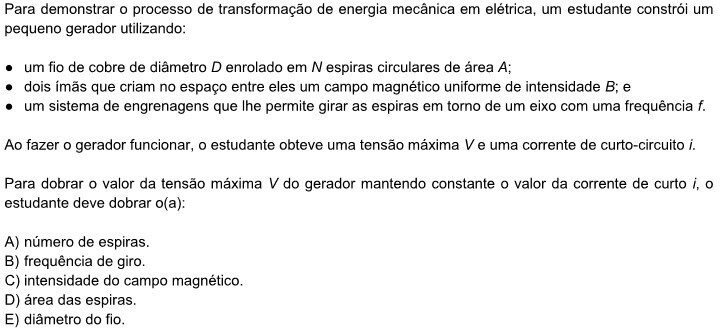 Para demonstrar o processo de transformação de energia mecânica em elétrica, um estudante constrói um
pequeno gerador utilizando:
• um fio de cobre de diâmetro D enrolado em N espiras circulares de área A;
• dois ímãs que criam no espaço entre eles um campo magnético uniforme de intensidade B; e
• um sistema de engrenagens que lhe permite girar as espiras em torno de um eixo com uma frequência f.
Ao fazer o gerador funcionar, o estudante obteve uma tensão máxima V e uma corrente de curto-circuito i.
Para dobrar o valor da tensão máxima V do gerador mantendo constante o valor da corrente de curto i, o
estudante deve dobrar o(a):
A) número de espiras.
B) frequência de giro.
C) intensidade do campo magnético.
D) área das espiras.
E) diâmetro do fio.